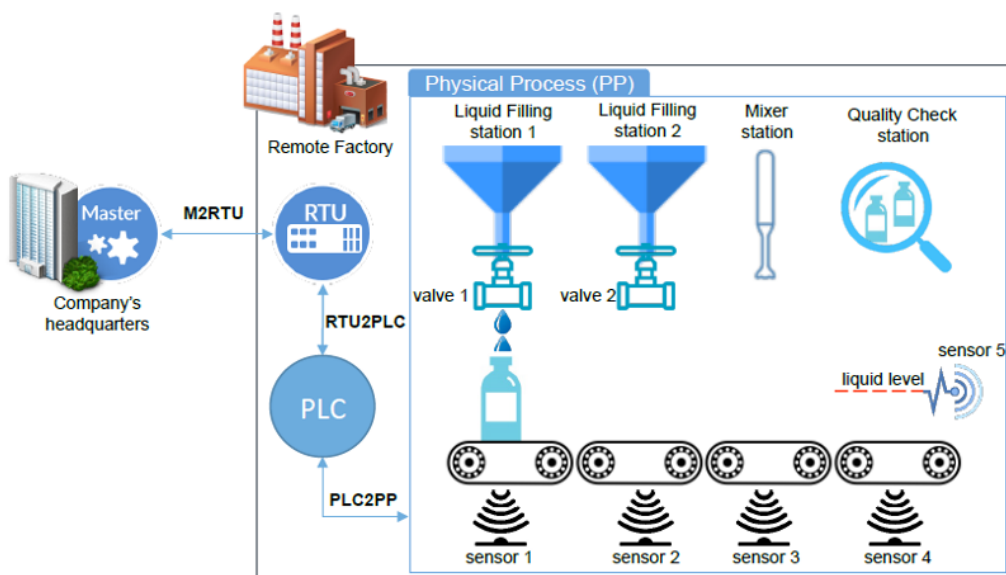 Physical Process (PP)
Liquid Filling
station 1
Liquid Filling
station 2
Mixer
station
Quality Check
station
Remote Factory
Master
M2RTU
RTU
Company's
headquarters
valve 1
valve 2
RTU2PLC
sensor 5
liquid level
PLC
PLC2PP
sensor 1
sensor 2
sensor 3
sensor 4